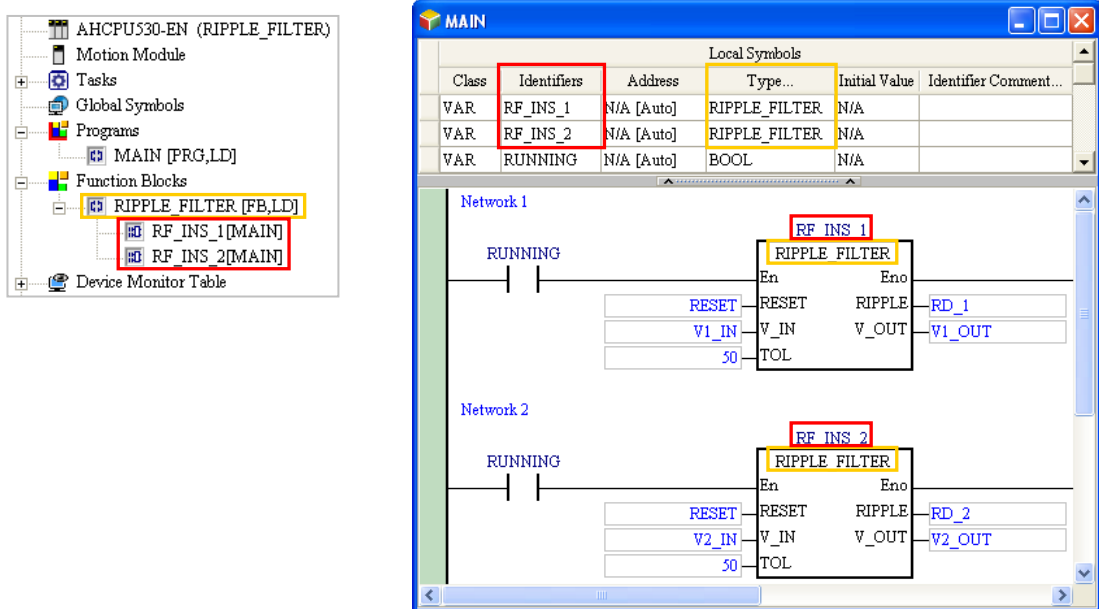 AHCPU530-EN (RIPPLE_FILTER)
Motion Module
Tasks
Global Symbols
Programs
MAIN [PRG,LD]
Function Blocks
RIPPLE_FILTER [FB,LD]
RF_INS_1[MAIN]
RF_INS_2[MAIN]
Device Monitor Table
MAIN
Local Symbols
Class Identifiers Address Type... Initial Value Identifier Comment...
VAR RF_INS_1 N/A [Auto] RIPPLE_FILTER N/A
VAR RF_INS_2 N/A [Auto] RIPPLE_FILTER N/A
VAR RUNNING N/A [Auto] BOOL N/A
Network 1
RF_INS_1
RUNNING RIPPLE_FILTER
En Eno
RESET RESET RIPPLE RD_1
V1_IN V_IN V_OUT V1_OUT
50 TOL
Network 2
RF_INS_2
RUNNING RIPPLE_FILTER
En Eno
RESET RESET RIPPLE RD_2
V2_IN V_IN V_OUT V2_OUT
50 TOL